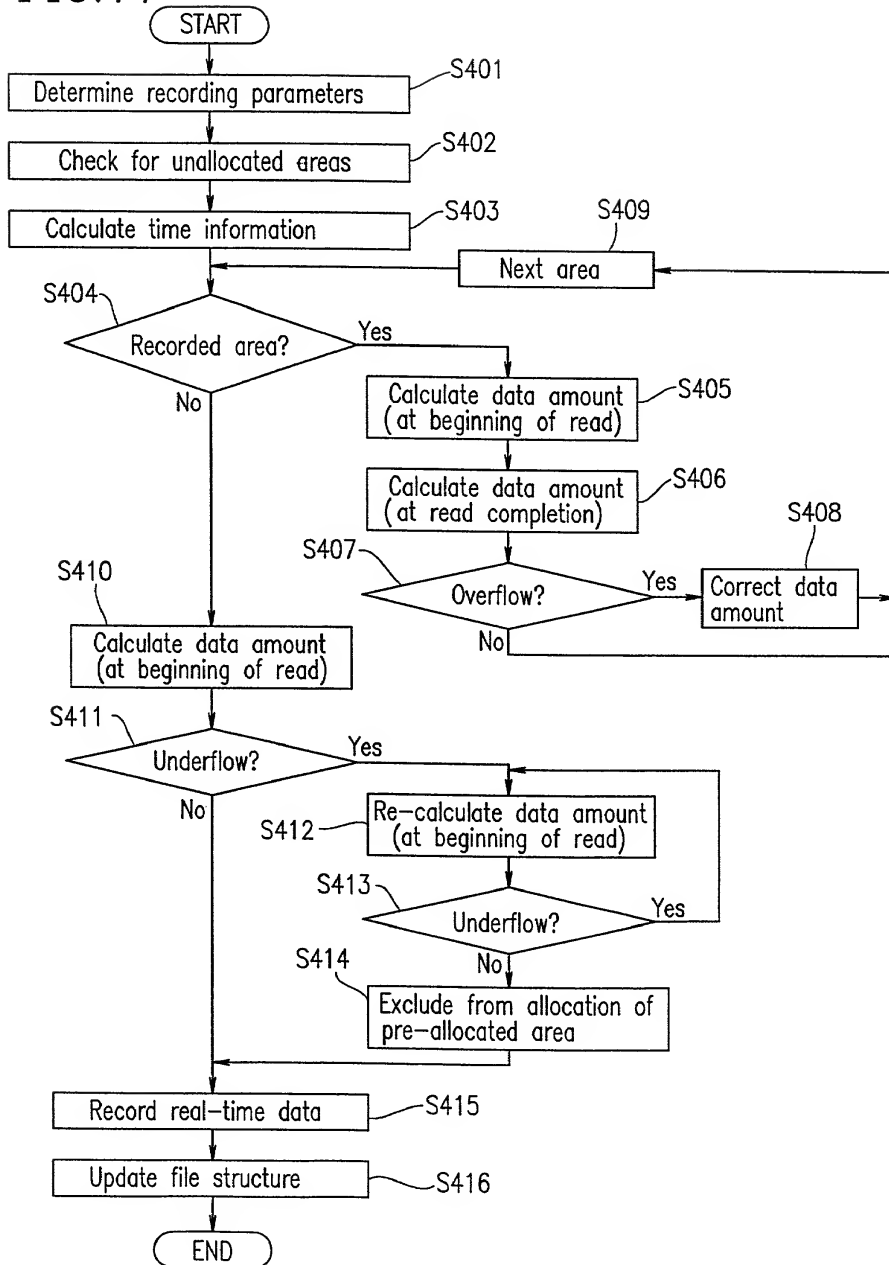 START
S401
Determine recording parameters
S402
Check for unallocated areas
S403
Calculate time information
S409
Next area
S404
Recorded area?
Yes
No
S405
Calculate data amount
(at beginning of read)
S406
Calculate data amount
(at read completion)
S407
Overflow?
Yes
No
S408
Correct data
amount
S410
Calculate data amount
(at beginning of read)
S411
Underflow?
Yes
No
S412
Re-calculate data amount
(at beginning of read)
S413
Underflow?
Yes
No
S414
Exclude from allocation of
pre-allocated area
Record real-time data
S415
Update file structure
S416
END